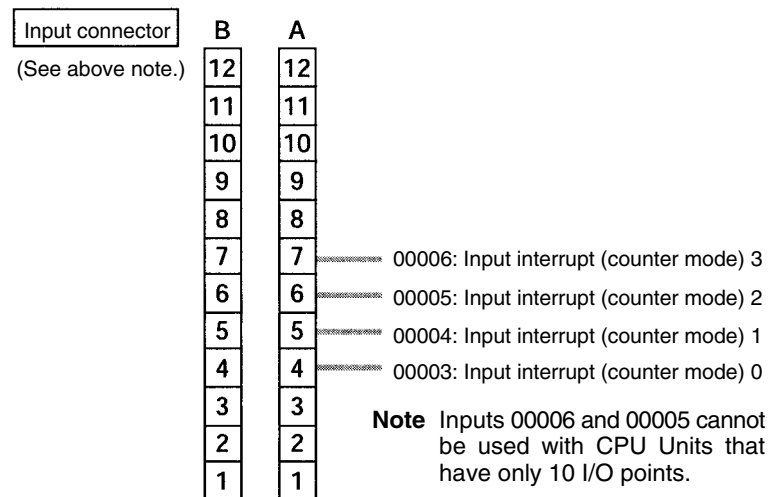 Input connector B A
(See above note.) 12 12
11 11
10 10
9 9
8 8
7 7 00006: Input interrupt (counter mode) 3
6 6 00005: Input interrupt (counter mode) 2
5 5 00004: Input interrupt (counter mode) 1
4 4 00003: Input interrupt (counter mode) 0
3 3 Note Inputs 00006 and 00005 cannot
2 2 be used with CPU Units that
1 1 have only 10 I/O points.